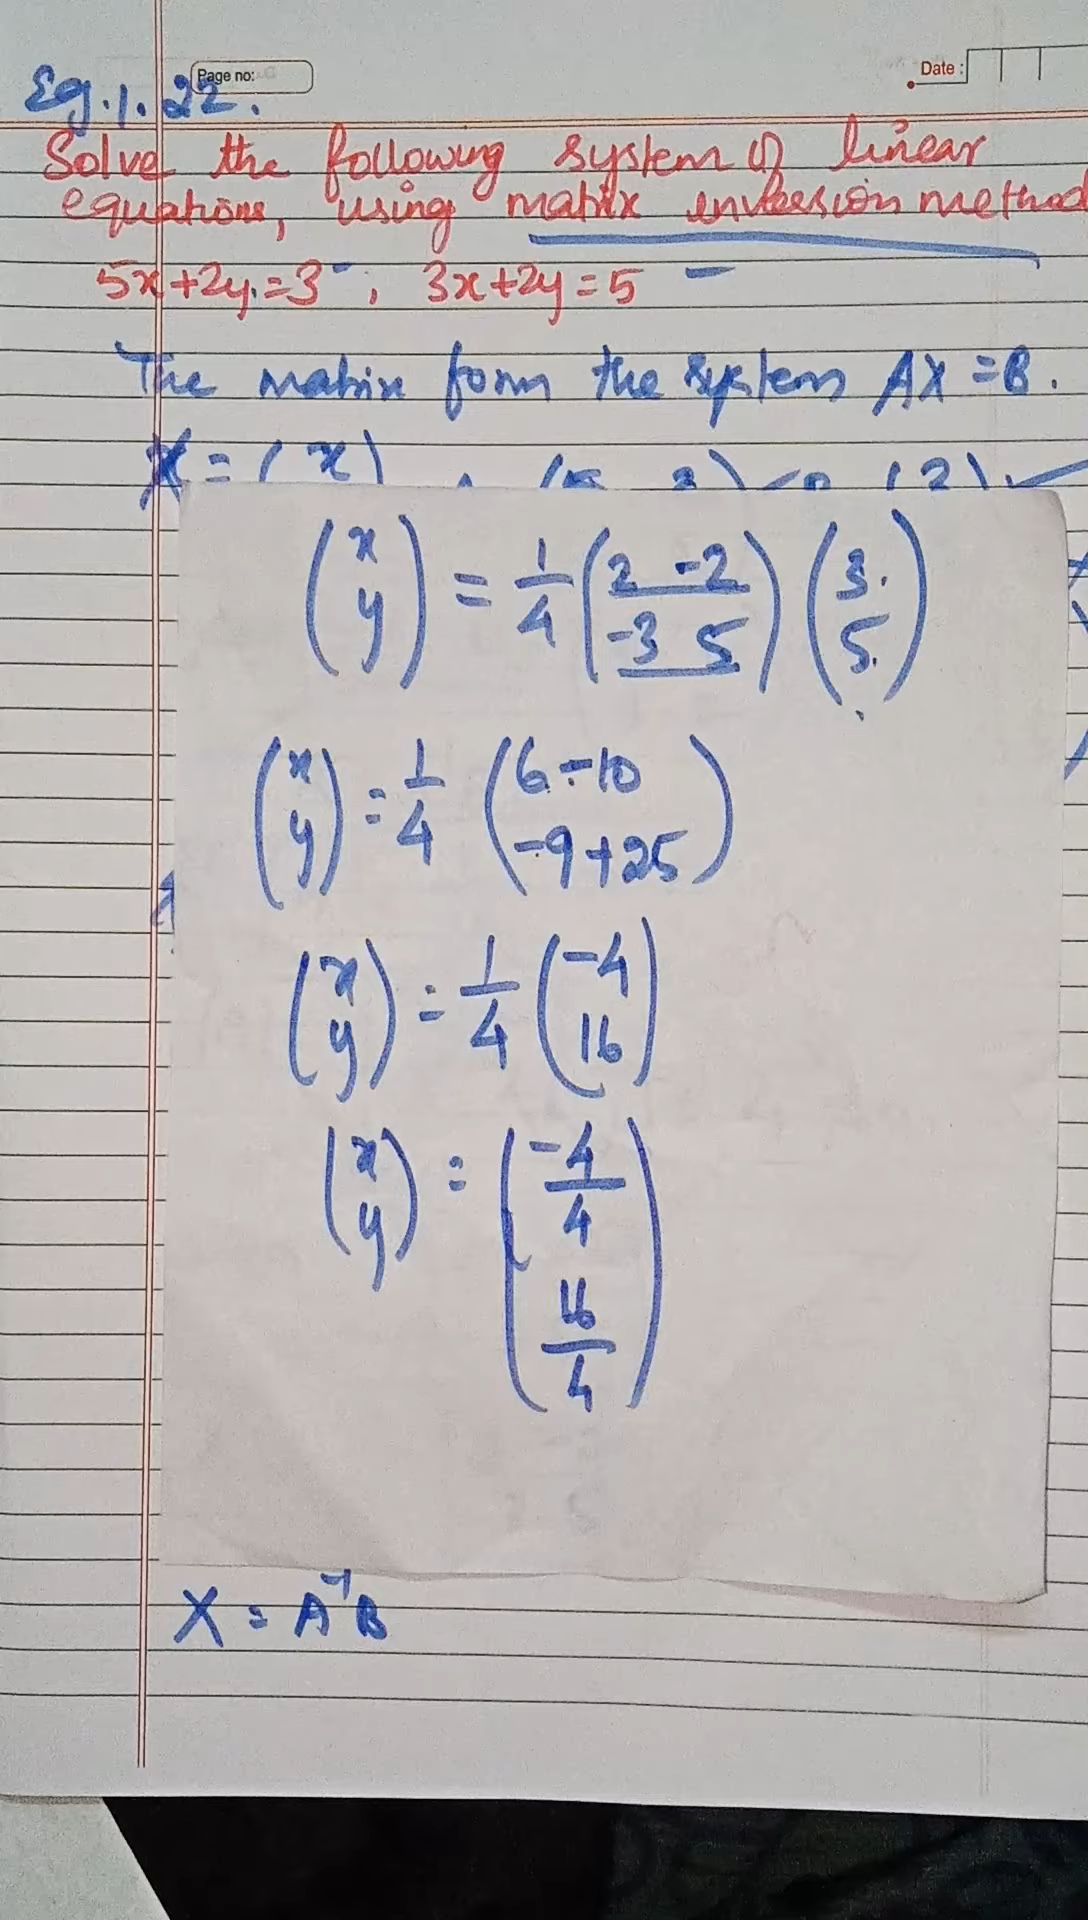 Page no:
Date :
Eg.1.22.
Solve the following system of linear
equations, using matrix inversion method
5x+2y=3, 3x+2y=5
The matrix form the system AX=B.
X = (x)
(x y) = 1/4 (2 -2 -3 5) (3 5)
(x y) = 1/4 (6-10 -9+25)
(x y) = 1/4 (-4 16)
(x y) = (-4/4 16/4)
X = A⁻¹B